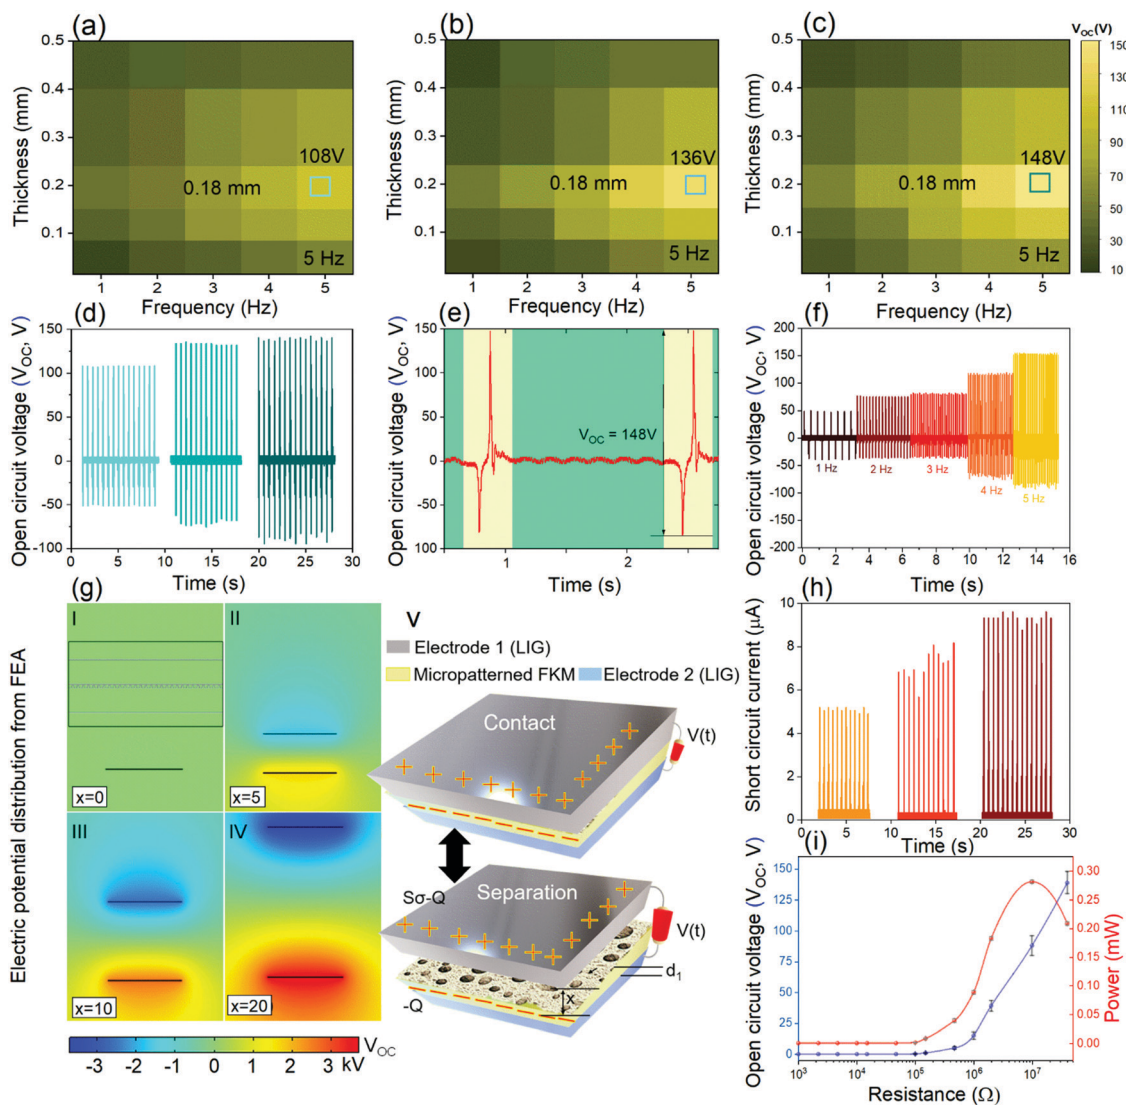 (a)
(b)
(c)
V_OC(V)
Thickness (mm)
0.5
0.4
0.3
0.2
0.1
108V
0.18 mm
5 Hz
1 2 3 4 5
Frequency (Hz)
Thickness (mm)
0.5
0.4
0.3
0.2
0.1
136V
0.18 mm
5 Hz
1 2 3 4 5
Frequency (Hz)
Thickness (mm)
0.5
0.4
0.3
0.2
0.1
148V
0.18 mm
5 Hz
1 2 3 4 5
Frequency (Hz)
150
130
110
90
70
50
30
10
(d)
Open circuit voltage (V_OC, V)
150
100
50
0
-50
-100
0 5 10 15 20 25 30
Time (s)
(e)
Open circuit voltage (V_OC, V)
150
100
50
0
50
100
V_OC = 148V
1 2
Time (s)
(f)
Open circuit voltage (V_OC, V)
200
150
100
50
0
-50
-100
-150
-200
1 Hz
2 Hz
3 Hz
4 Hz
5 Hz
0 2 4 6 8 10 12 14 16
Time (s)
(g)
Electric potential distribution from FEA
I
x=0
II
x=5
III
x=10
IV
x=20
-3 -2 -1 0 1 2 3
V_OC
kV
V
Electrode 1 (LIG)
Micropatterned FKM
Electrode 2 (LIG)
Contact
V(t)
Separation
Sσ-Q
V(t)
d₁
x
-Q
(h)
Short circuit current (μA)
10
8
6
4
2
0
0 5 10 15 20 25 30
Time (s)
(i)
Open circuit voltage (V_OC, V)
150
125
100
75
50
25
0
10³ 10⁴ 10⁵ 10⁶ 10⁷
Resistance (Ω)
0.30
0.25
0.20
0.15
0.10
0.05
0.00
Power (mW)